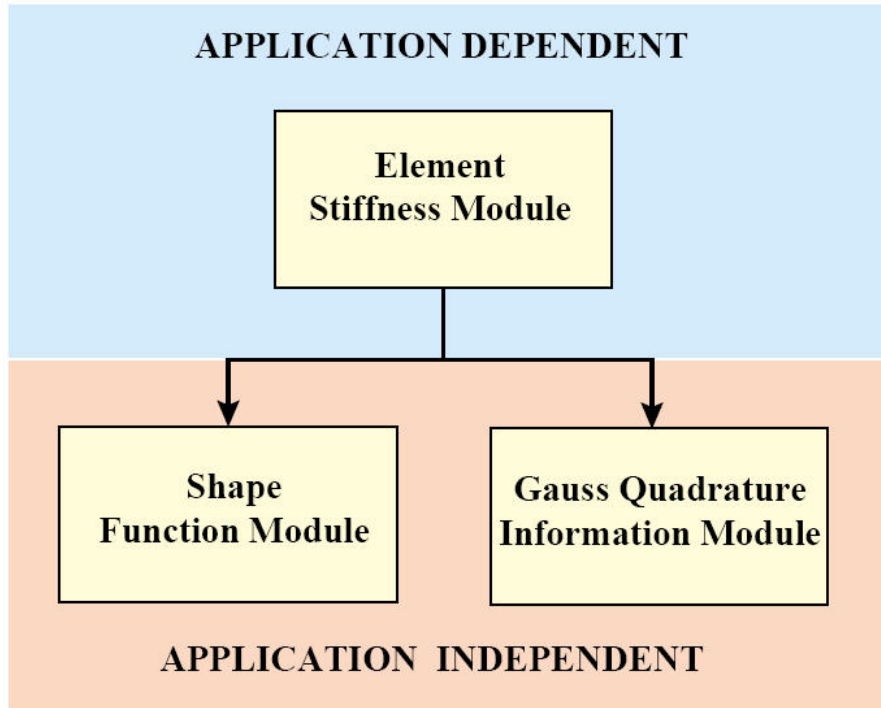 APPLICATION DEPENDENT
Element
Stiffness Module
Shape
Function Module
Gauss Quadrature
Information Module
APPLICATION INDEPENDENT